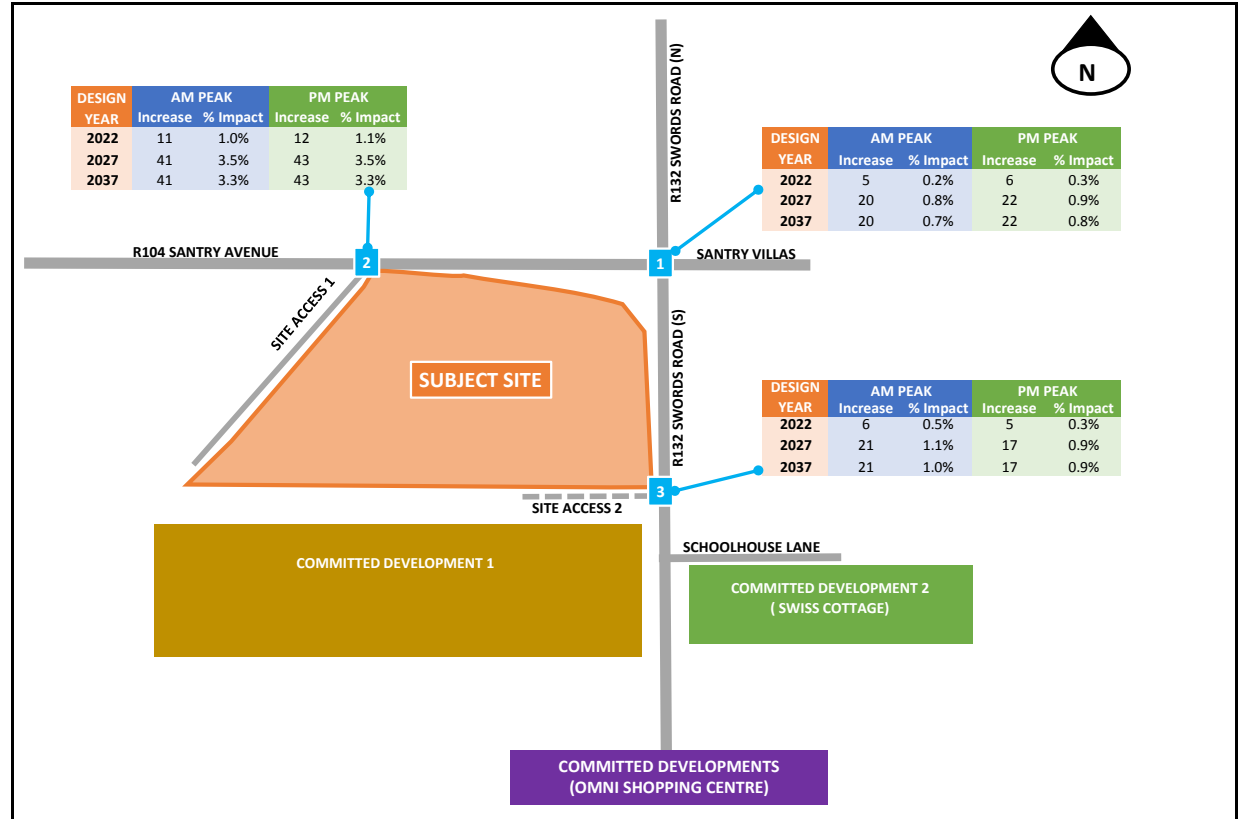 R132 SWORDS ROAD (N)
N
DESIGN YEAR AM PEAK PM PEAK
Increase % Impact Increase % Impact
2022 11 1.0% 12 1.1%
2027 41 3.5% 43 3.5%
2037 41 3.3% 43 3.3%
DESIGN YEAR AM PEAK PM PEAK
Increase % Impact Increase % Impact
2022 5 0.2% 6 0.3%
2027 20 0.8% 22 0.9%
2037 20 0.7% 22 0.8%
R104 SANTRY AVENUE
2
1
SANTRY VILLAS
SITE ACCESS 1
R132 SWORDS ROAD (S)
SUBJECT SITE
DESIGN YEAR AM PEAK PM PEAK
Increase % Impact Increase % Impact
2022 6 0.5% 5 0.3%
2027 21 1.1% 17 0.9%
2037 21 1.0% 17 0.9%
3
SITE ACCESS 2
SCHOOLHOUSE LANE
COMMITTED DEVELOPMENT 1
COMMITTED DEVELOPMENT 2
( SWISS COTTAGE)
COMMITTED DEVELOPMENTS
(OMNI SHOPPING CENTRE)